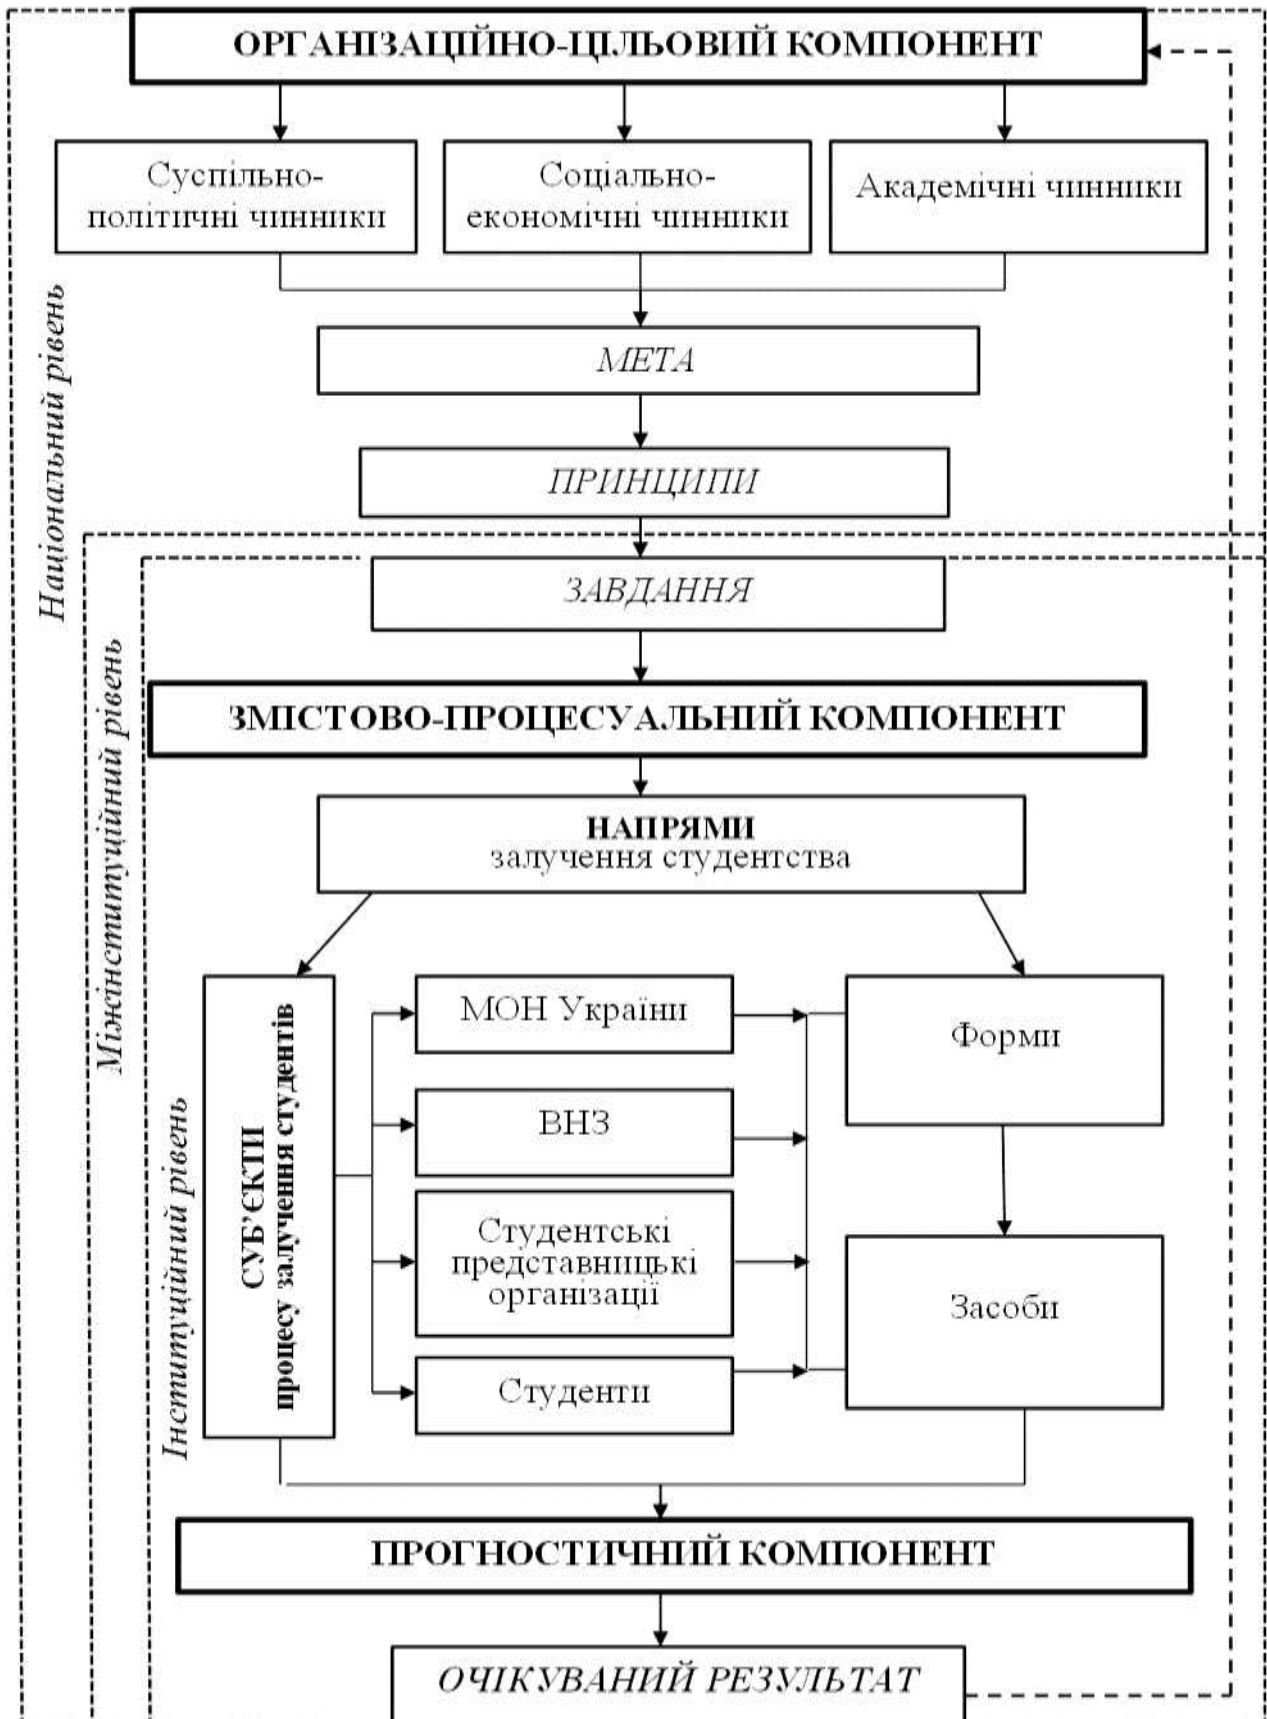 ОРГАНІЗАЦІЙНО-ЦІЛЬОВИЙ КОМПОНЕНТ
Суспільно-
політичні чинники
Соціально-
економічні чинники
Академічні чинники
МЕТА
ПРИНЦИПИ
Національний рівень
ЗАВДАННЯ
ЗМІСТОВО-ПРОЦЕСУАЛЬНИЙ КОМПОНЕНТ
Міжінституційний рівень
НАПРЯМИ
залучення студентства
Інституційний рівень
СУБ’ЄКТИ
процесу залучення студентів
МОН України
ВНЗ
Студентські
представницькі
організації
Студенти
Форми
Засоби
ПРОГНОСТИЧНИЙ КОМПОНЕНТ
ОЧІКУВАНИЙ РЕЗУЛЬТАТ